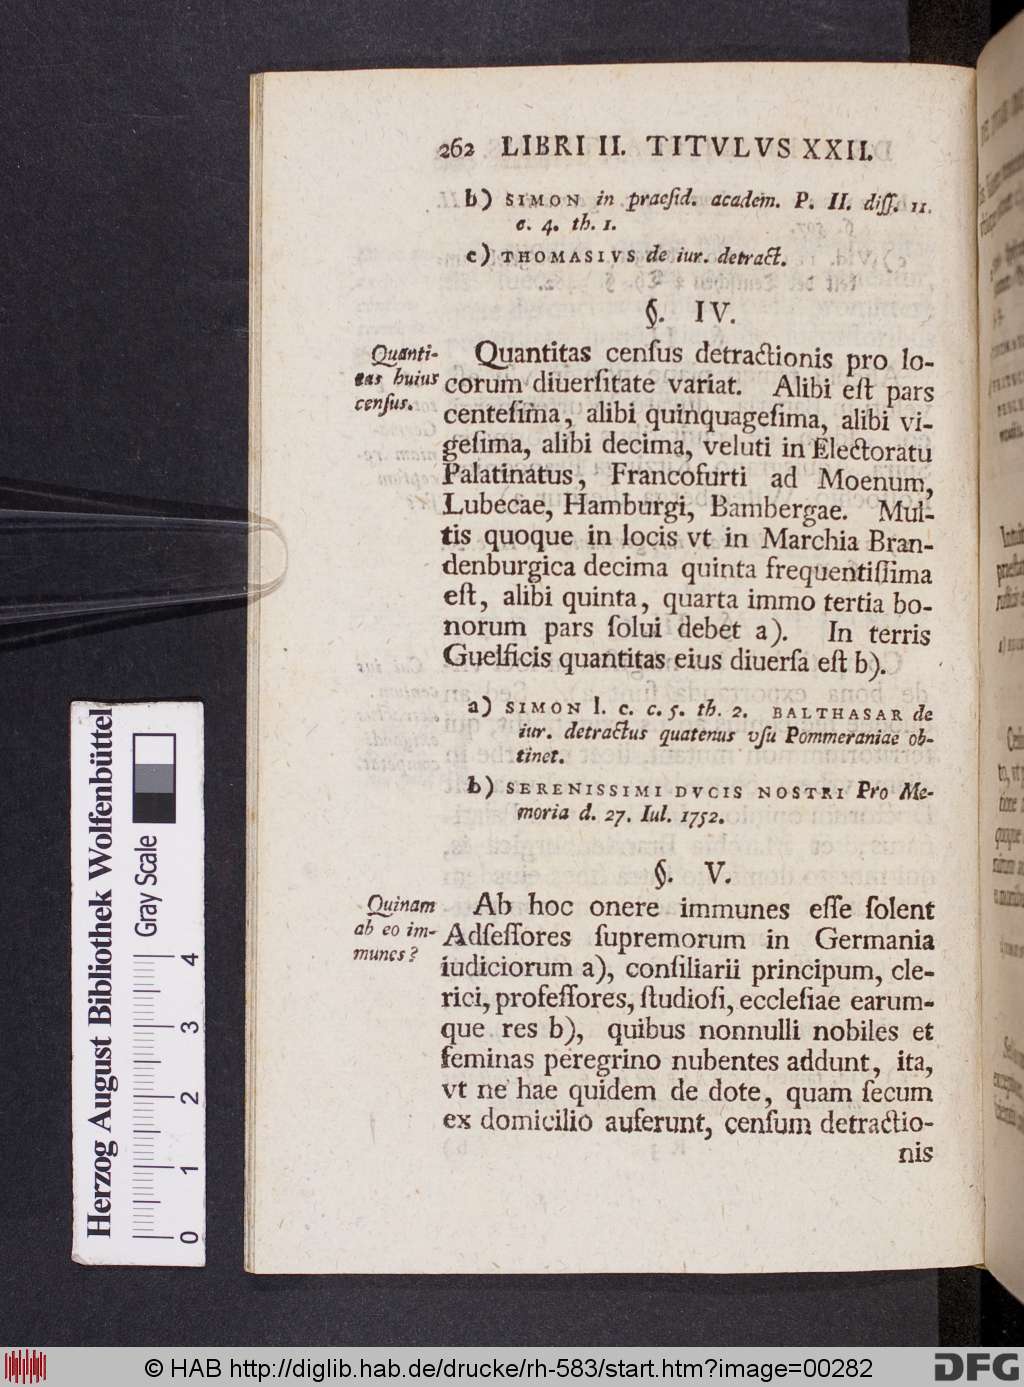 262 LIBRI II. TITVLVS XXII.
b) SIMON in praeſid. academ. P. II. diſſ. 11.
c. 4. th. 1.
c) THOMASIVS de iur. detract.
§. IV.
Quanti-
tas huius
cenſus.
Quantitas cenſus detractionis pro lo-
corum diuerſitate variat. Alibi eſt pars
centeſima, alibi quinquageſima, alibi vi-
geſima, alibi decima, veluti in Electoratu
Palatinatus, Francofurti ad Moenum,
Lubecae, Hamburgi, Bambergae. Mul-
tis quoque in locis vt in Marchia Bran-
denburgica decima quinta frequentiſſima
eſt, alibi quinta, quarta immo tertia bo-
norum pars ſolui debet a). In terris
Guelficis quantitas eius diuerſa eſt b).
a) SIMON l. c. c. 5. th. 2. BALTHASAR de
iur. detractus quatenus vſu Pommeraniae ob-
tinet.
b) SERENISSIMI DVCIS NOSTRI Pro Me-
moria d. 27. Iul. 1752.
§. V.
Quinam
ab eo im-
munes?
Ab hoc onere immunes eſſe ſolent
Adſeſſores ſupremorum in Germania
iudiciorum a), conſiliarii principum, cle-
rici, profeſſores, ſtudioſi, eccleſiae earum-
que res b), quibus nonnulli nobiles et
feminas peregrino nubentes addunt, ita,
vt ne hae quidem de dote, quam ſecum
ex domicilio auferunt, cenſum detractio-
nis
Herzog August Bibliothek Wolfenbüttel
Gray Scale
0 1 2 3 4
© HAB http://diglib.hab.de/drucke/rh-583/start.htm?image=00282
DFG